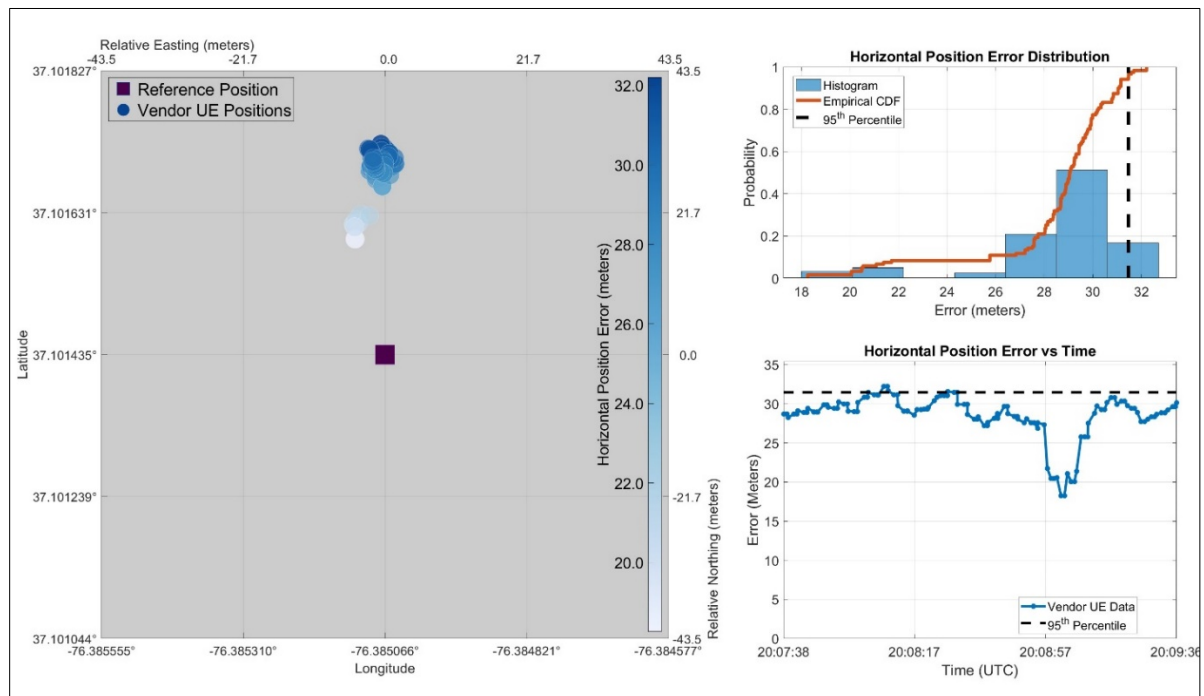 Relative Easting (meters)
-43.5 -21.7 0.0 21.7 43.5
37.101827° 43.5
Reference Position
Vendor UE Positions
32.0
30.0
37.101631° 21.7
28.0
26.0
37.101435° 0.0
24.0
22.0
37.101239° -21.7
20.0
37.101044° -43.5
Latitude
Horizontal Position Error (meters)
Relative Northing (meters)
-76.385555° -76.385310° -76.385066° -76.384821° -76.384577°
Longitude
Horizontal Position Error Distribution
1
0.8
0.6
0.4
0.2
0
Probability
Histogram
Empirical CDF
95th Percentile
18 20 22 24 26 28 30 32
Error (meters)
Horizontal Position Error vs Time
35
30
25
20
15
10
5
0
Error (Meters)
Vendor UE Data
95th Percentile
20:07:38 20:08:17 20:08:57 20:09:36
Time (UTC)